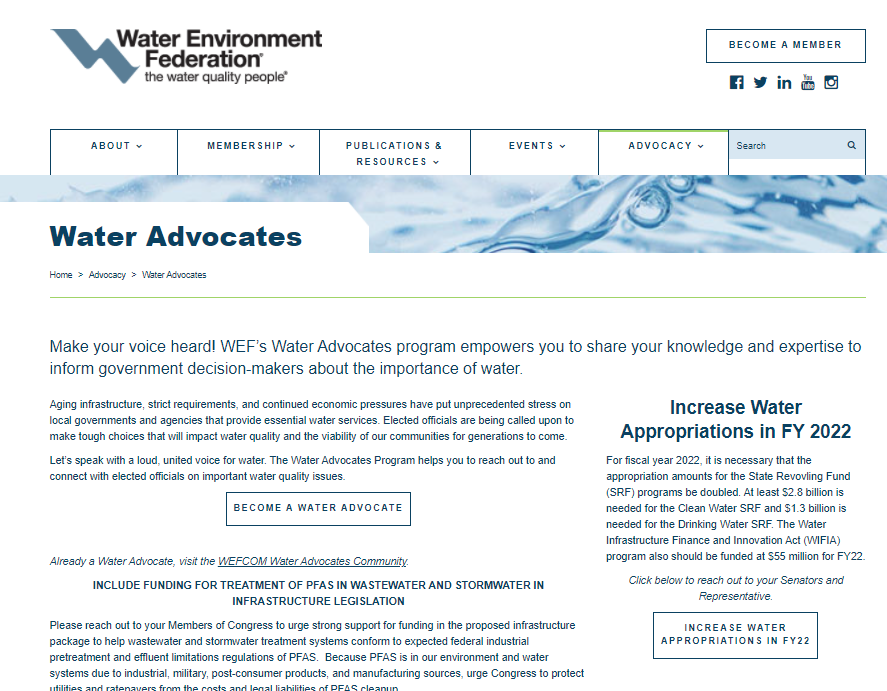 Water Environment
Federation®
the water quality people®
BECOME A MEMBER
ABOUT
MEMBERSHIP
PUBLICATIONS &
RESOURCES
EVENTS
ADVOCACY
Search
Water Advocates
Home > Advocacy > Water Advocates
Make your voice heard! WEF's Water Advocates program empowers you to share your knowledge and expertise to
inform government decision-makers about the importance of water.
Aging infrastructure, strict requirements, and continued economic pressures have put unprecedented stress on
local governments and agencies that provide essential water services. Elected officials are being called upon to
make tough choices that will impact water quality and the viability of our communities for generations to come.
Let's speak with a loud, united voice for water. The Water Advocates Program helps you to reach out to and
connect with elected officials on important water quality issues.
BECOME A WATER ADVOCATE
Already a Water Advocate, visit the WEFCOM Water Advocates Community.
INCLUDE FUNDING FOR TREATMENT OF PFAS IN WASTEWATER AND STORMWATER IN
INFRASTRUCTURE LEGISLATION
Please reach out to your Members of Congress to urge strong support for funding in the proposed infrastructure
package to help wastewater and stormwater treatment systems conform to expected federal industrial
pretreatment and effluent limitations regulations of PFAS.  Because PFAS is in our environment and water
systems due to industrial, military, post-consumer products, and manufacturing sources, urge Congress to protect
utilities and ratepayers from the costs and legal liabilities of PFAS cleanup.
Increase Water
Appropriations in FY 2022
For fiscal year 2022, it is necessary that the
appropriation amounts for the State Revovling Fund
(SRF) programs be doubled. At least $2.8 billion is
needed for the Clean Water SRF and $1.3 billion is
needed for the Drinking Water SRF. The Water
Infrastructure Finance and Innovation Act (WIFIA)
program also should be funded at $55 million for FY22.
Click below to reach out to your Senators and
Representative.
INCREASE WATER
APPROPRIATIONS IN FY22